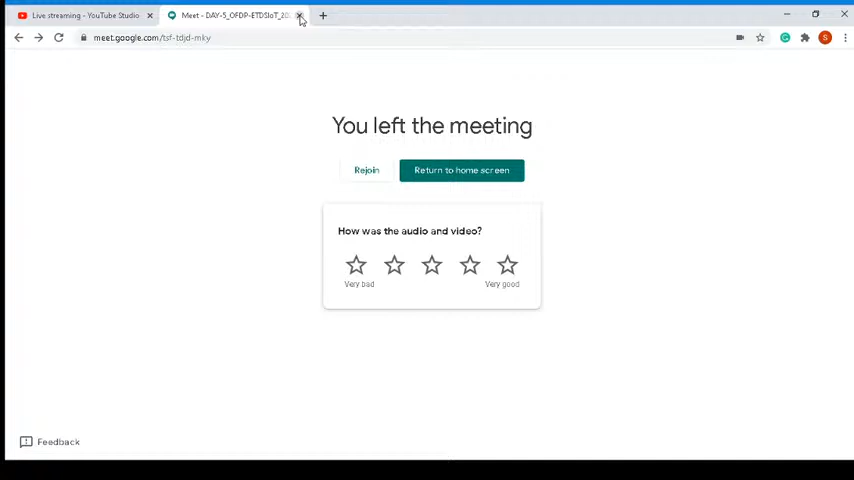 Live streaming - YouTube Studio
Meet - DAY-5_OFDP-ETDSIoT_20
meet.google.com/tsf-tdjd-mky
S
You left the meeting
Rejoin
Return to home screen
How was the audio and video?
Very bad
Very good
Feedback